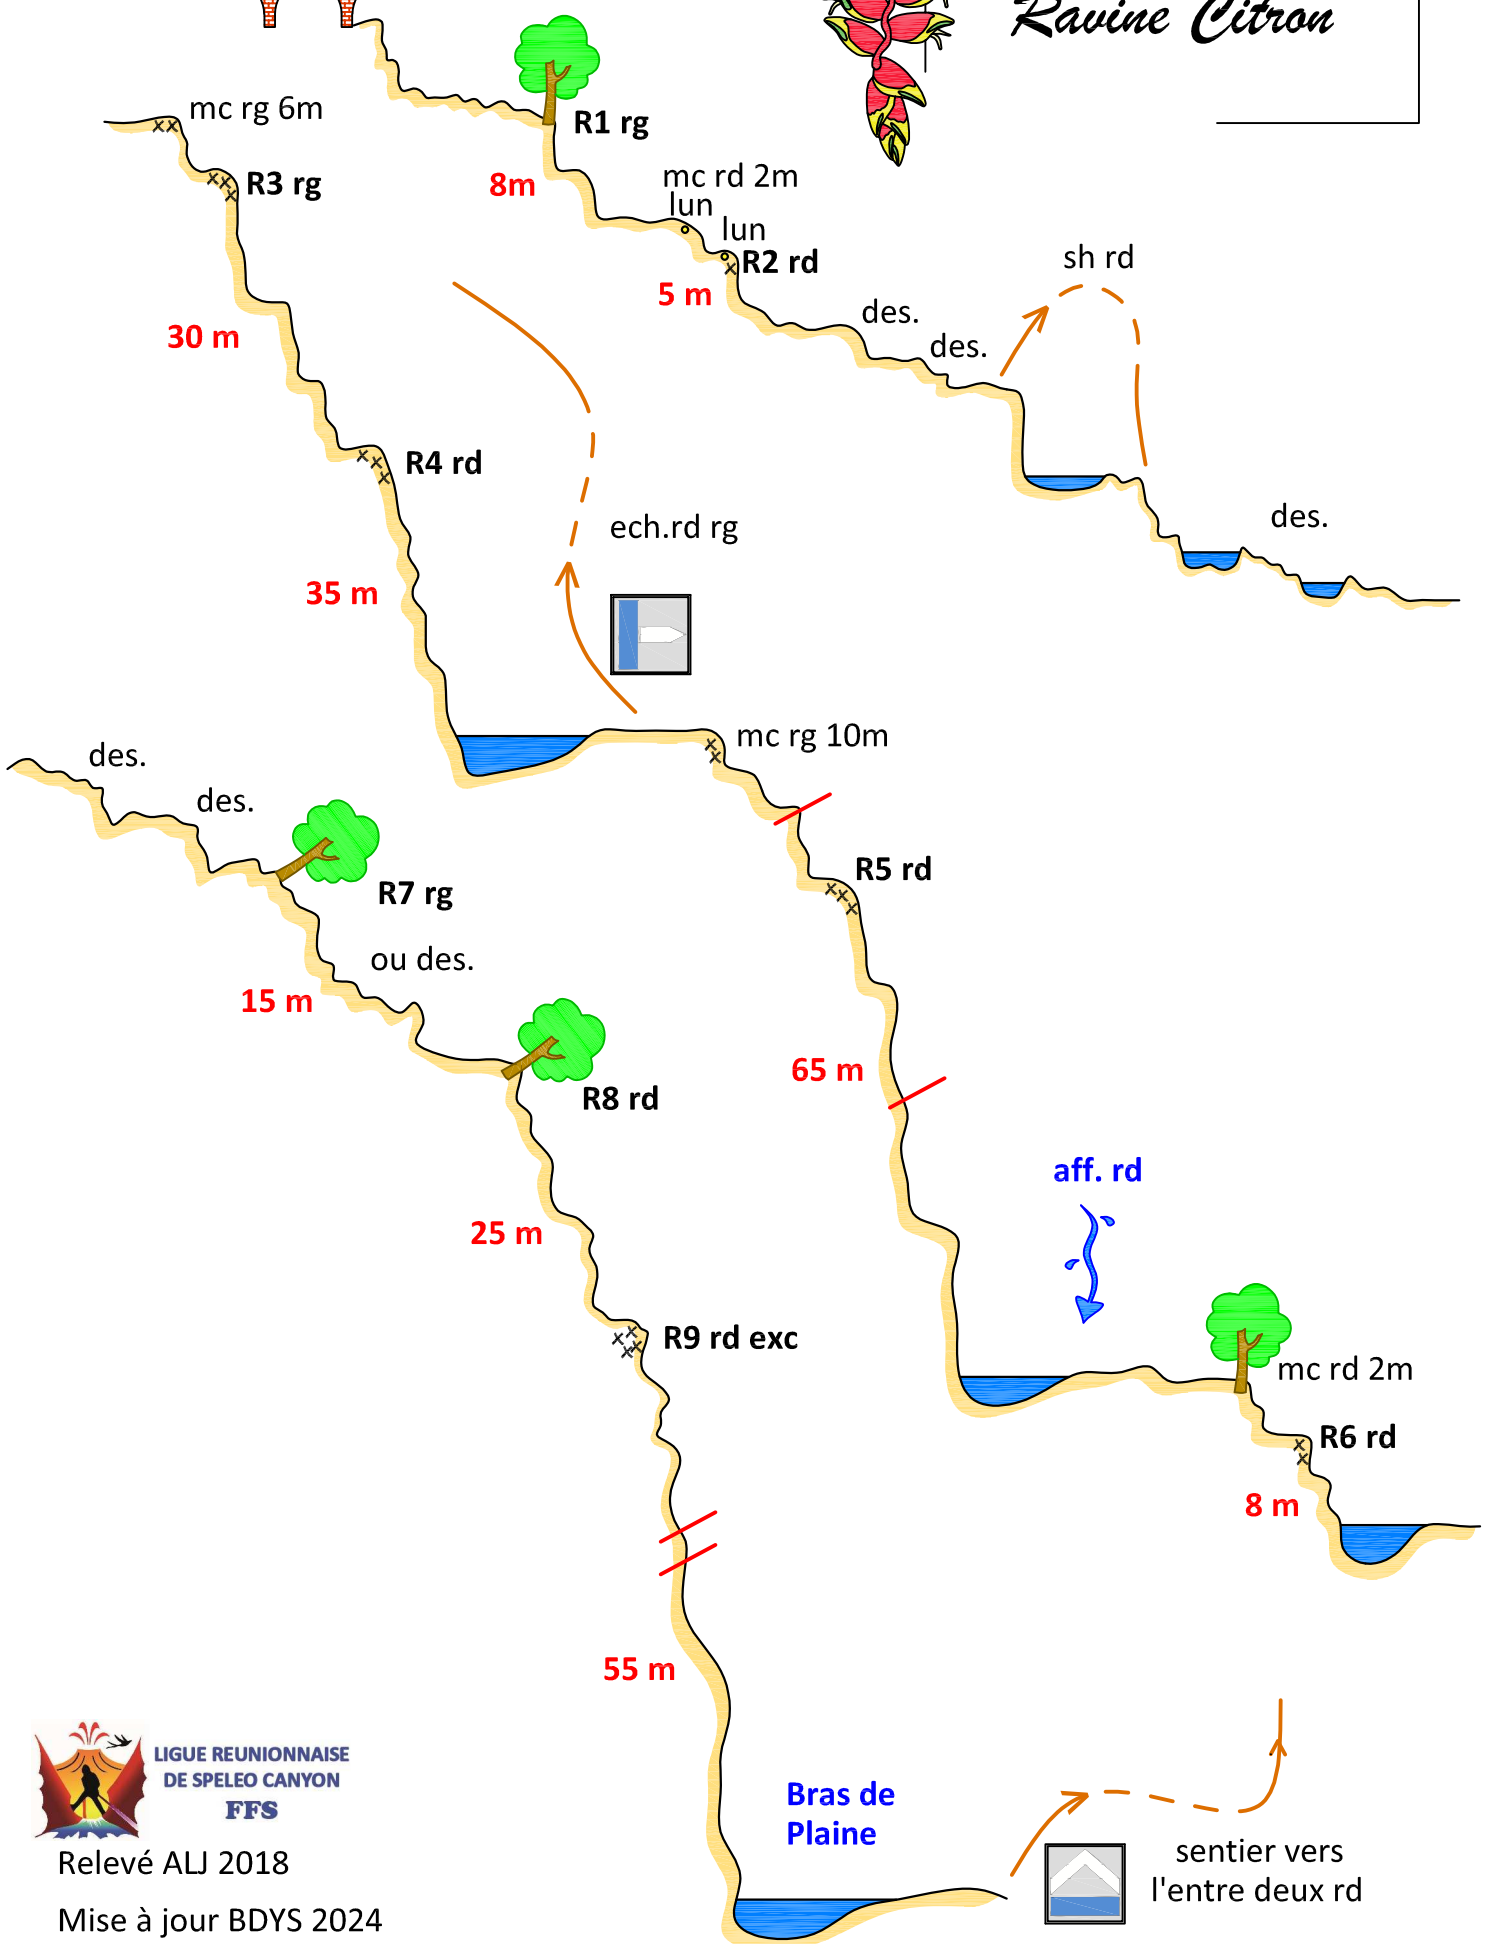 Ravine Citron
mc rg 6m
R1 rg
R3 rg
8m
mc rd 2m
lun
lun
R2 rd
5 m
sh rd
des.
des.
30 m
R4 rd
ech.rd rg
des.
35 m
mc rg 10m
des.
des.
R5 rd
R7 rg
ou des.
15 m
65 m
R8 rd
aff. rd
25 m
R9 rd exc
mc rd 2m
R6 rd
8 m
55 m
LIGUE REUNIONNAISE
DE SPELEO CANYON
FFS
Bras de
Plaine
sentier vers
l'entre deux rd
Relevé ALJ 2018
Mise à jour BDYS 2024